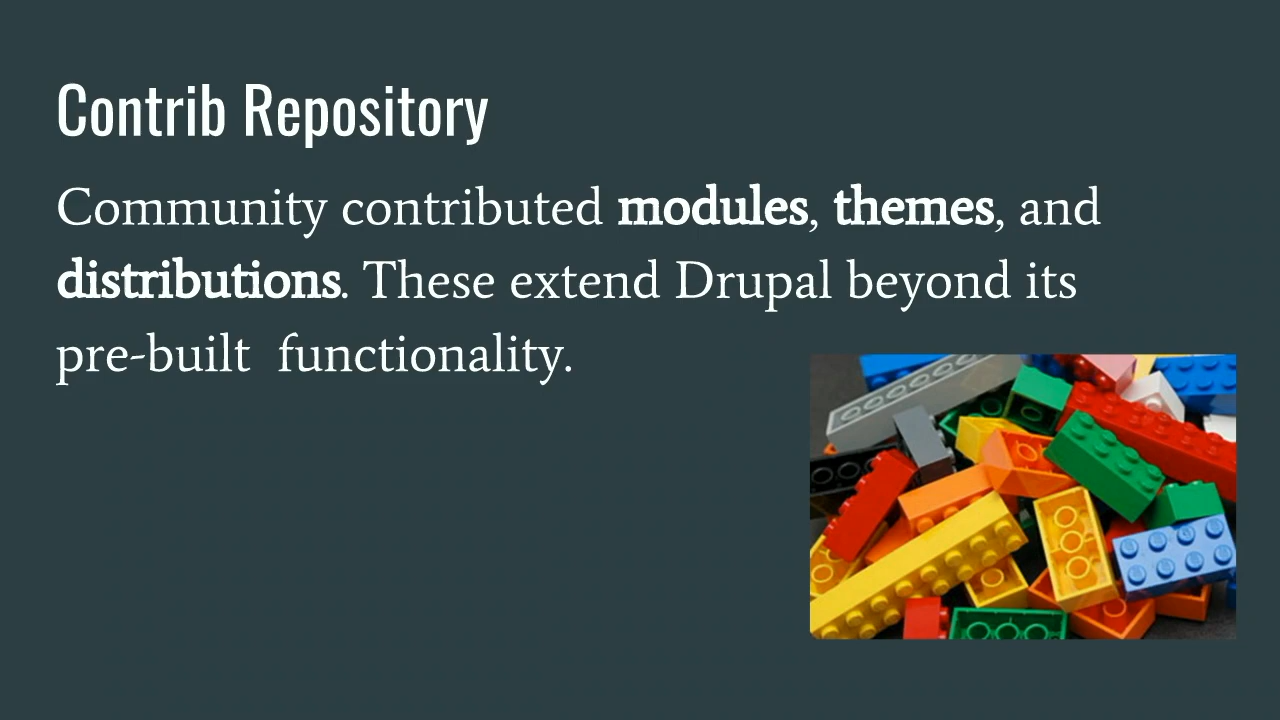 Contrib Repository
Community contributed modules, themes, and
distributions. These extend Drupal beyond its
pre-built  functionality.